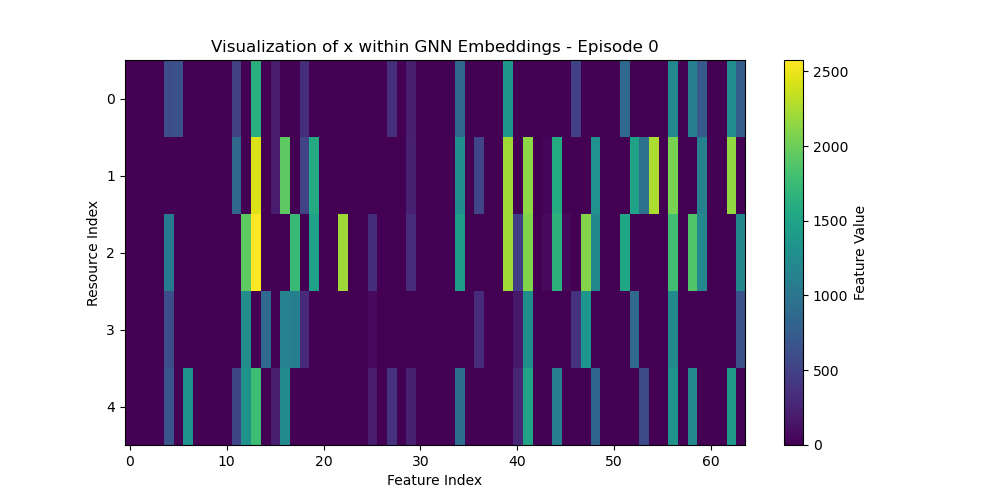 Visualization of x within GNN Embeddings - Episode 0
0
1
2
3
4
Resource Index
0 10 20 30 40 50 60
Feature Index
2500
2000
1500
1000
500
0
Feature Value